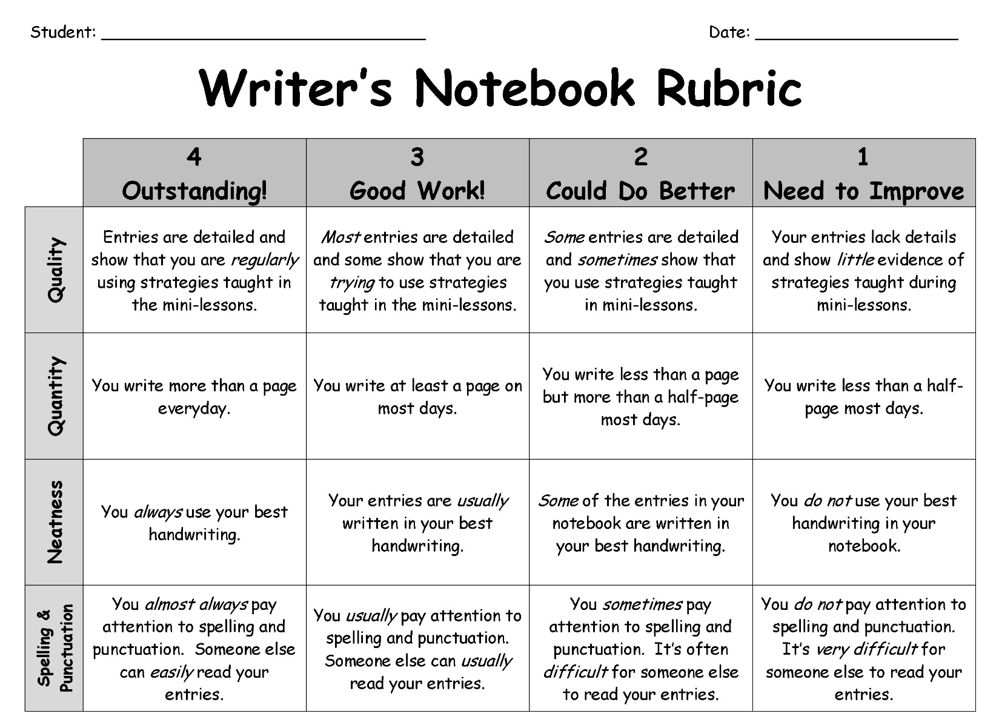 Student: ________________________________ Date: ____________________
Writer's Notebook Rubric
4
Outstanding!
3
Good Work!
2
Could Do Better
1
Need to Improve
Quality
Entries are detailed and
show that you are regularly
using strategies taught in
the mini-lessons.
Most entries are detailed
and some show that you are
trying to use strategies
taught in the mini-lessons.
Some entries are detailed
and sometimes show that
you use strategies taught
in mini-lessons.
Your entries lack details
and show little evidence of
strategies taught during
mini-lessons.
Quantity
You write more than a page
everyday.
You write at least a page on
most days.
You write less than a page
but more than a half-page
most days.
You write less than a half-
page most days.
Neatness
You always use your best
handwriting.
Your entries are usually
written in your best
handwriting.
Some of the entries in your
notebook are written in
your best handwriting.
You do not use your best
handwriting in your
notebook.
Spelling &
Punctuation
You almost always pay
attention to spelling and
punctuation.  Someone else
can easily read your
entries.
You usually pay attention to
spelling and punctuation.
Someone else can usually
read your entries.
You sometimes pay
attention to spelling and
punctuation.  It's often
difficult for someone else
to read your entries.
You do not pay attention to
spelling and punctuation.
It's very difficult for
someone else to read your
entries.